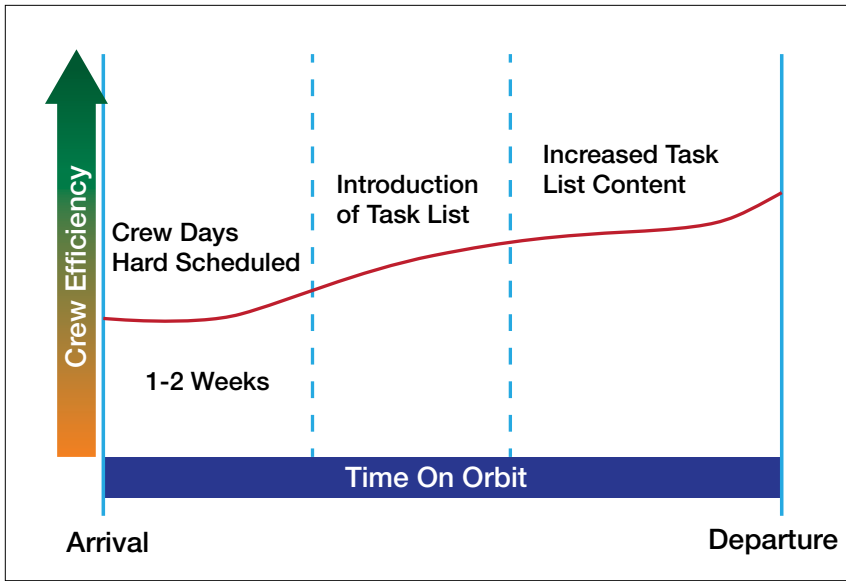 Crew Efficiency
Crew Days
Hard Scheduled
1-2 Weeks
Introduction
of Task List
Increased Task
List Content
Time On Orbit
Arrival
Departure